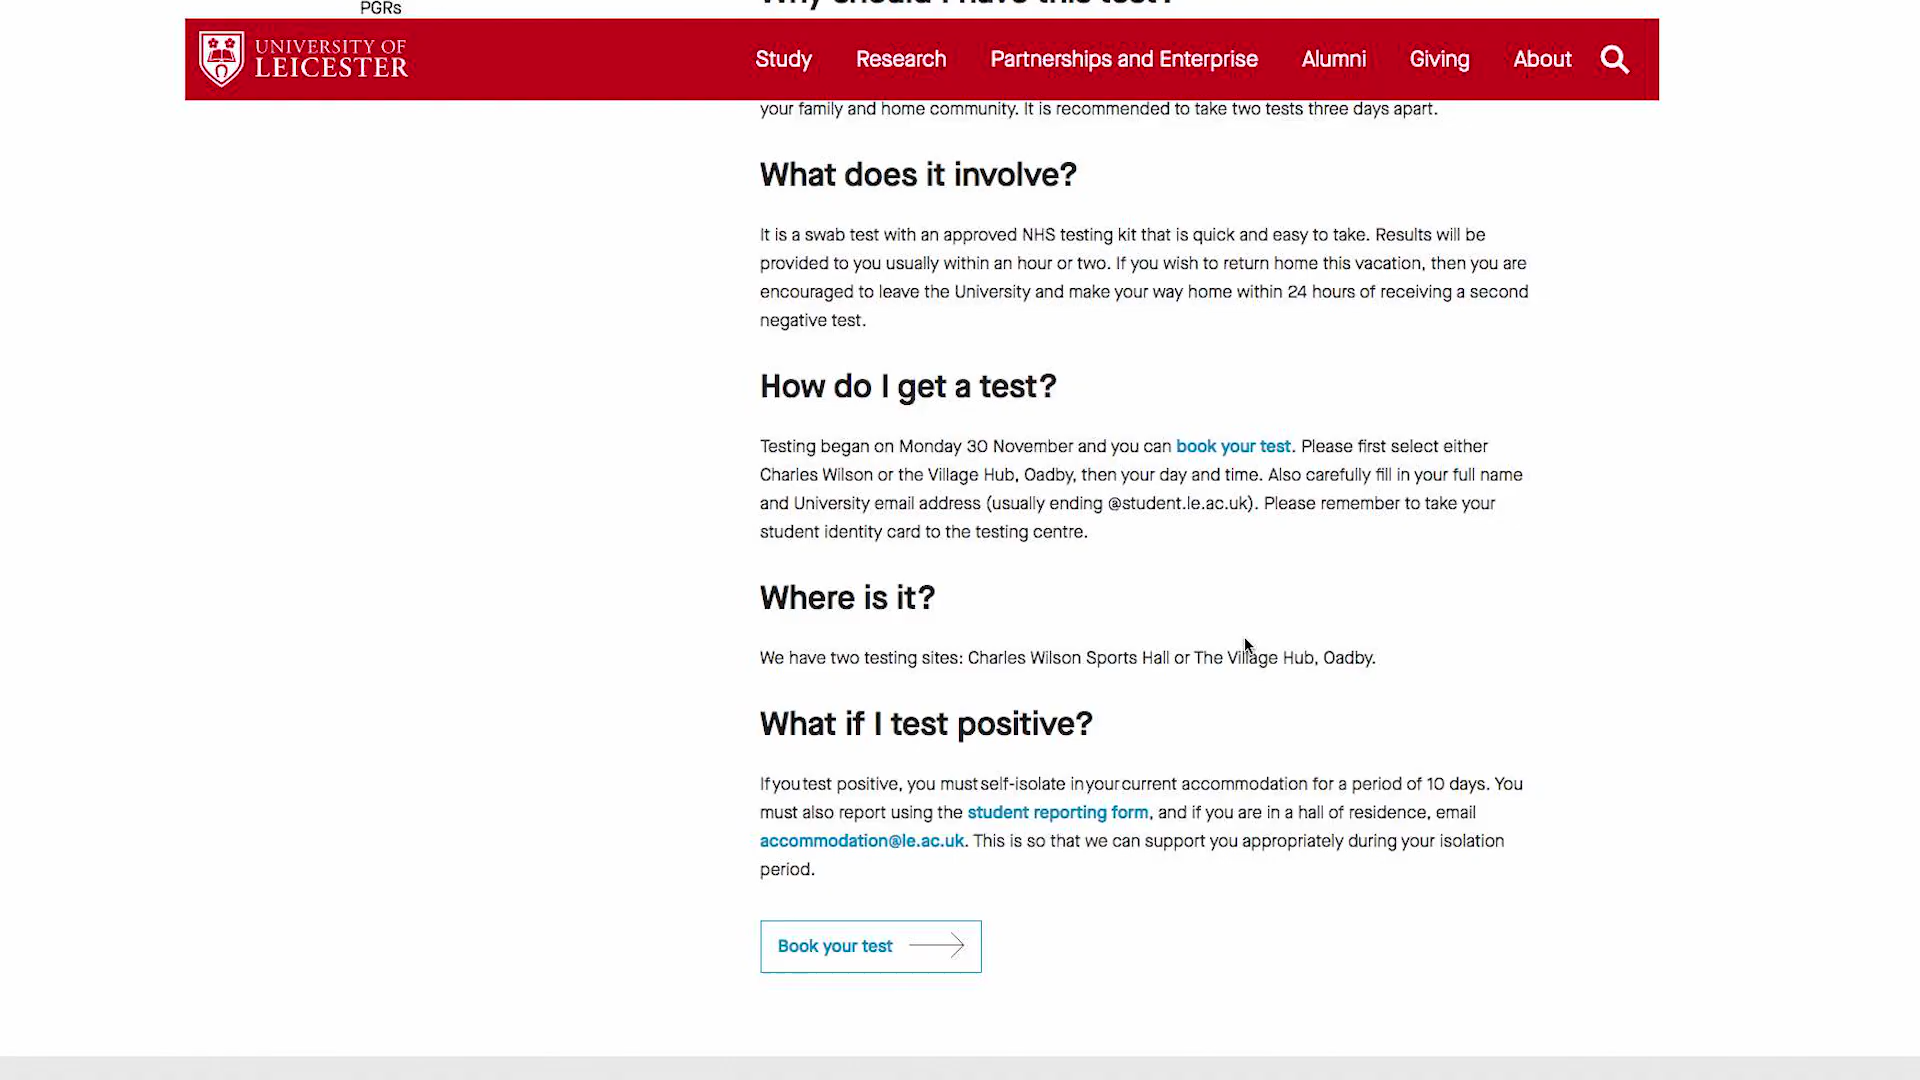 PGRs
Why should I have this test?
UNIVERSITY OF
LEICESTER
Study Research Partnerships and Enterprise Alumni Giving About
your family and home community. It is recommended to take two tests three days apart.
What does it involve?
It is a swab test with an approved NHS testing kit that is quick and easy to take. Results will be
provided to you usually within an hour or two. If you wish to return home this vacation, then you are
encouraged to leave the University and make your way home within 24 hours of receiving a second
negative test.
How do I get a test?
Testing began on Monday 30 November and you can book your test. Please first select either
Charles Wilson or the Village Hub, Oadby, then your day and time. Also carefully fill in your full name
and University email address (usually ending @student.le.ac.uk). Please remember to take your
student identity card to the testing centre.
Where is it?
We have two testing sites: Charles Wilson Sports Hall or The Village Hub, Oadby.
What if I test positive?
If you test positive, you must self-isolate in your current accommodation for a period of 10 days. You
must also report using the student reporting form, and if you are in a hall of residence, email
accommodation@le.ac.uk. This is so that we can support you appropriately during your isolation
period.
Book your test